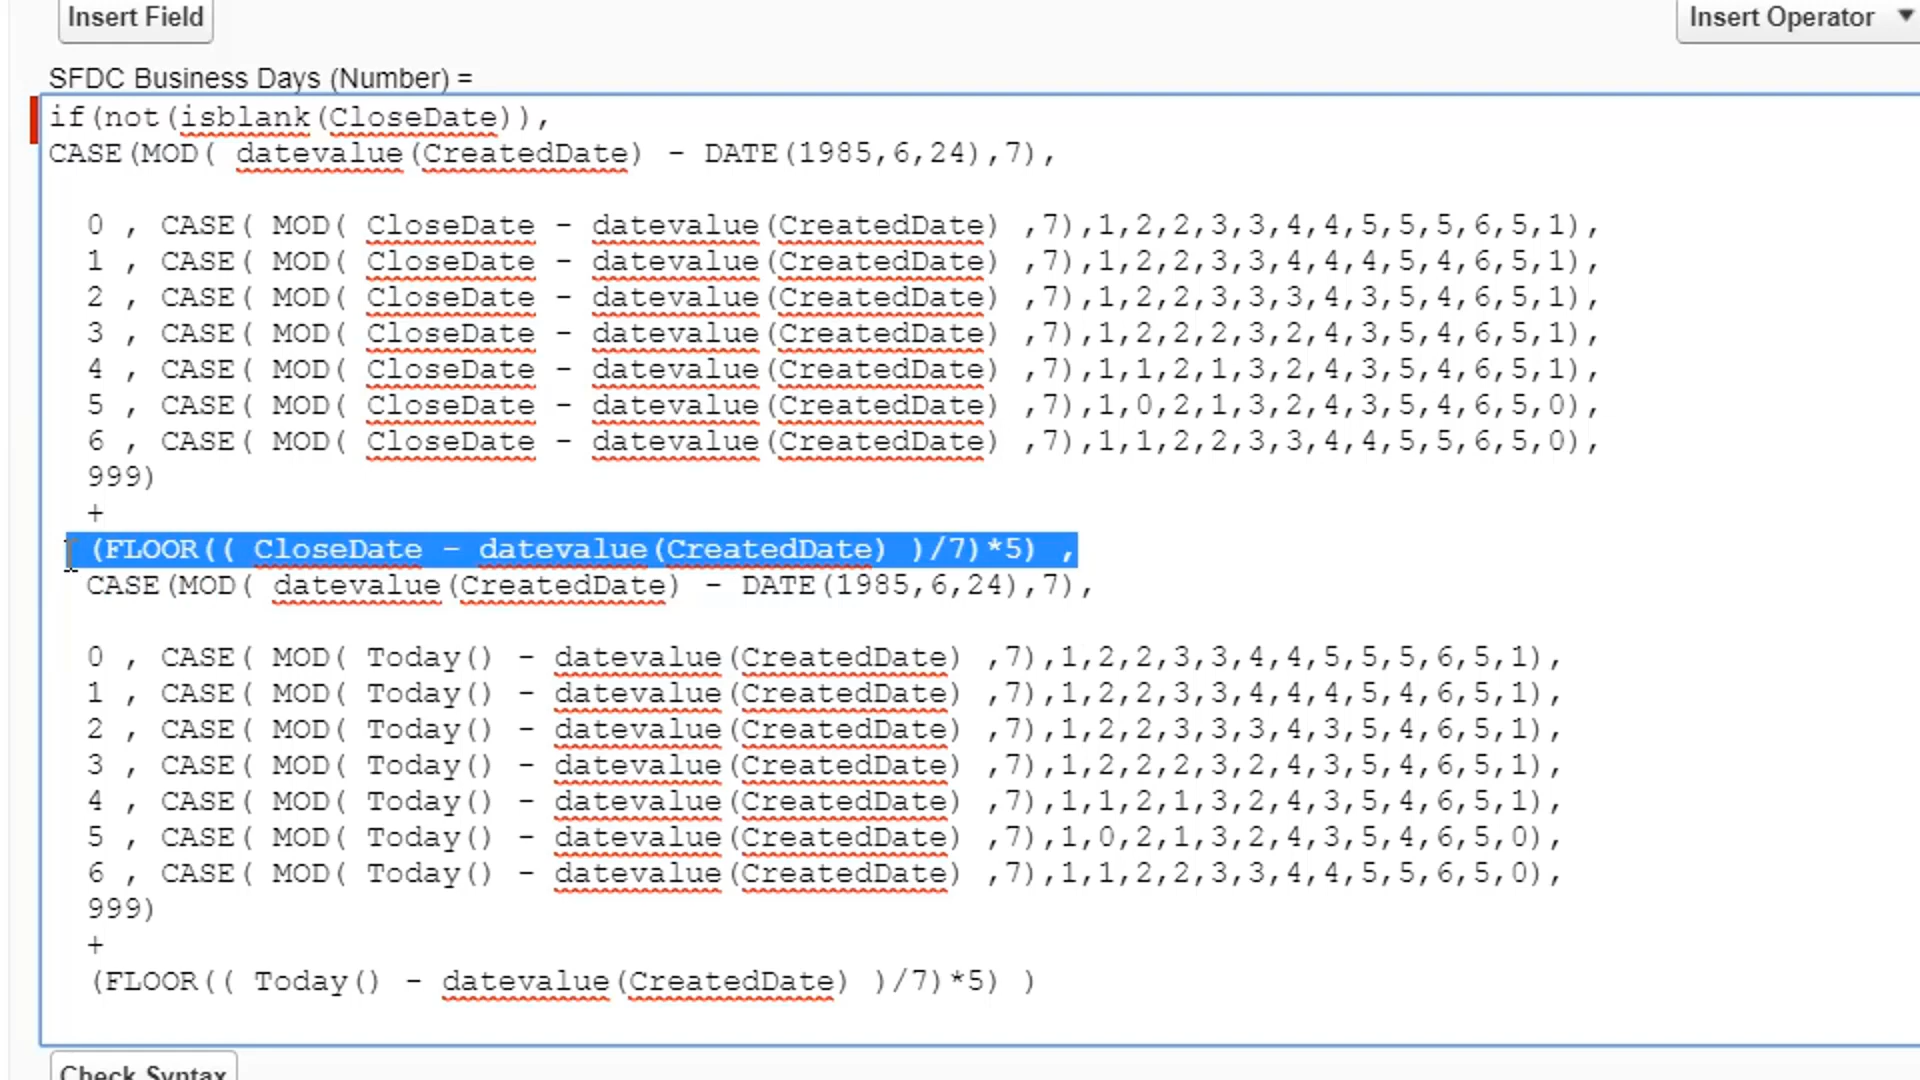 Insert Field
Insert Operator
SFDC Business Days (Number) =
if(not(isblank(CloseDate)),
CASE(MOD( datevalue(CreatedDate) - DATE(1985,6,24),7),
0 , CASE( MOD( CloseDate - datevalue(CreatedDate) ,7),1,2,2,3,3,4,4,5,5,5,6,5,1),
1 , CASE( MOD( CloseDate - datevalue(CreatedDate) ,7),1,2,2,3,3,4,4,4,5,4,6,5,1),
2 , CASE( MOD( CloseDate - datevalue(CreatedDate) ,7),1,2,2,3,3,3,4,3,5,4,6,5,1),
3 , CASE( MOD( CloseDate - datevalue(CreatedDate) ,7),1,2,2,2,3,2,4,3,5,4,6,5,1),
4 , CASE( MOD( CloseDate - datevalue(CreatedDate) ,7),1,1,2,1,3,2,4,3,5,4,6,5,1),
5 , CASE( MOD( CloseDate - datevalue(CreatedDate) ,7),1,0,2,1,3,2,4,3,5,4,6,5,0),
6 , CASE( MOD( CloseDate - datevalue(CreatedDate) ,7),1,1,2,2,3,3,4,4,5,5,6,5,0),
999)
+
(FLOOR(( CloseDate - datevalue(CreatedDate) )/7)*5) ,
CASE(MOD( datevalue(CreatedDate) - DATE(1985,6,24),7),
0 , CASE( MOD( Today() - datevalue(CreatedDate) ,7),1,2,2,3,3,4,4,5,5,5,6,5,1),
1 , CASE( MOD( Today() - datevalue(CreatedDate) ,7),1,2,2,3,3,4,4,4,5,4,6,5,1),
2 , CASE( MOD( Today() - datevalue(CreatedDate) ,7),1,2,2,3,3,3,4,3,5,4,6,5,1),
3 , CASE( MOD( Today() - datevalue(CreatedDate) ,7),1,2,2,2,3,2,4,3,5,4,6,5,1),
4 , CASE( MOD( Today() - datevalue(CreatedDate) ,7),1,1,2,1,3,2,4,3,5,4,6,5,1),
5 , CASE( MOD( Today() - datevalue(CreatedDate) ,7),1,0,2,1,3,2,4,3,5,4,6,5,0),
6 , CASE( MOD( Today() - datevalue(CreatedDate) ,7),1,1,2,2,3,3,4,4,5,5,6,5,0),
999)
+
(FLOOR(( Today() - datevalue(CreatedDate) )/7)*5) )
Check Syntax